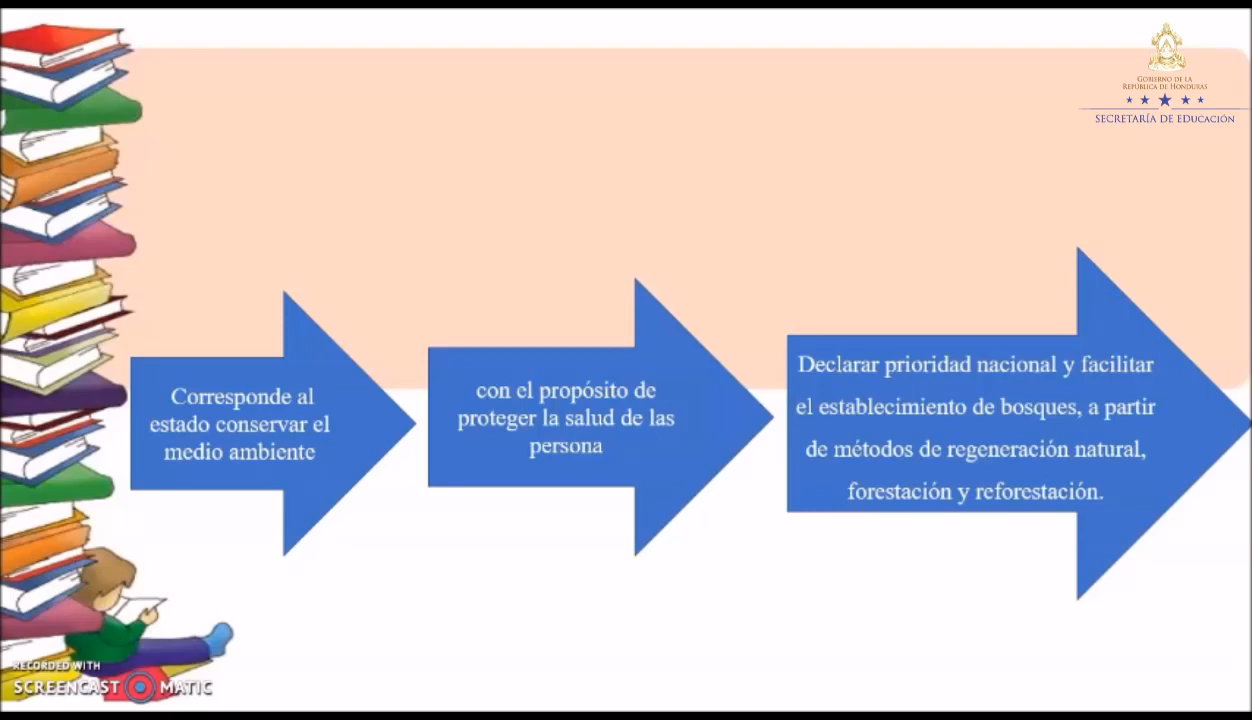 GOBIERNO DE LA
REPÚBLICA DE HONDURAS
SECRETARÍA DE EDUCACIÓN
Corresponde al
estado conservar el
medio ambiente
con el propósito de
proteger la salud de las
persona
Declarar prioridad nacional y facilitar
el establecimiento de bosques, a partir
de métodos de regeneración natural,
forestación y reforestación.
RECORDED WITH
SCREENCAST MATIC